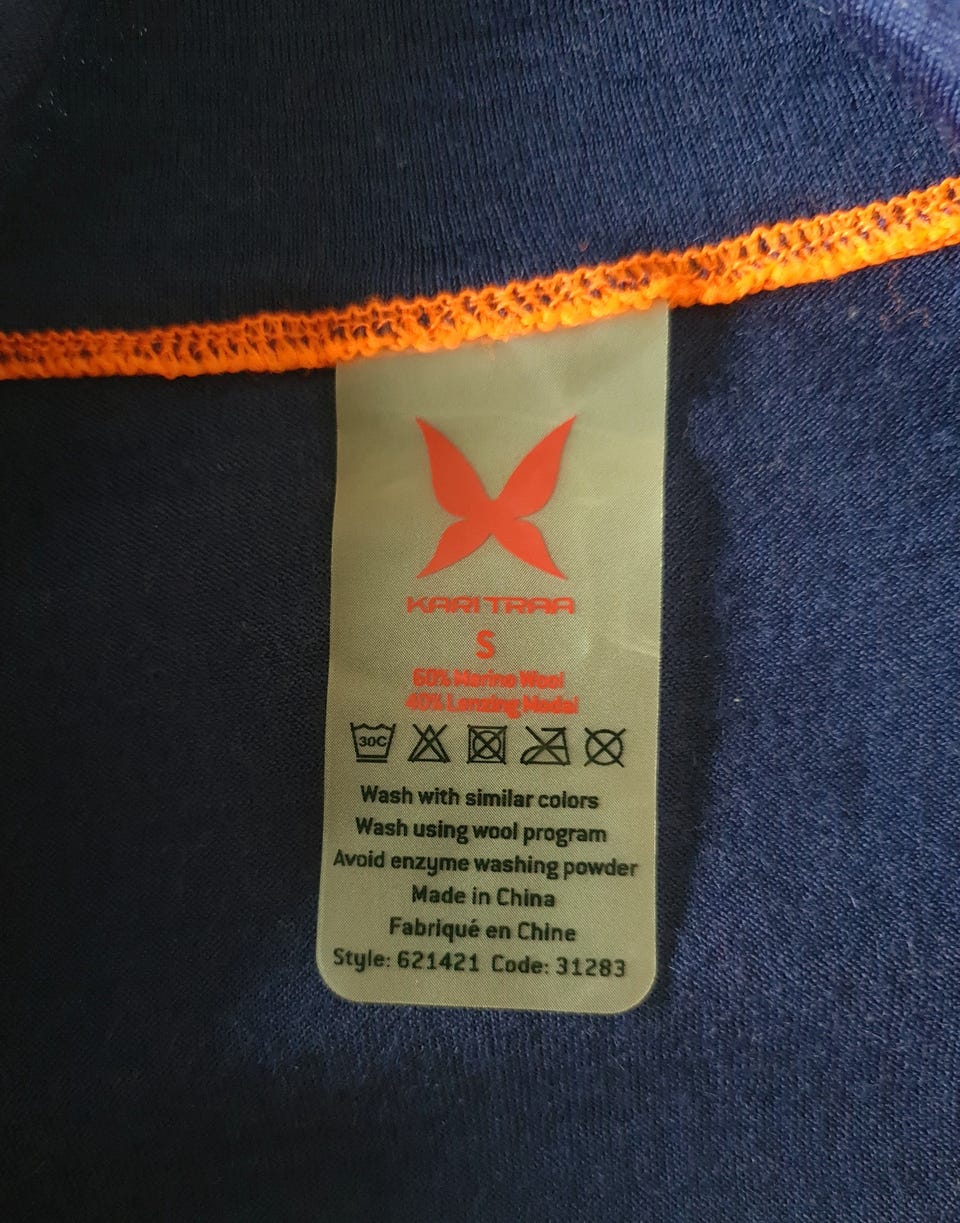 KARI TRAA
S
60% Merino Wool
40% Lenzing Modal
30C
Wash with similar colors
Wash using wool program
Avoid enzyme washing powder
Made in China
Fabriqué en Chine
Style: 621421 Code: 31283